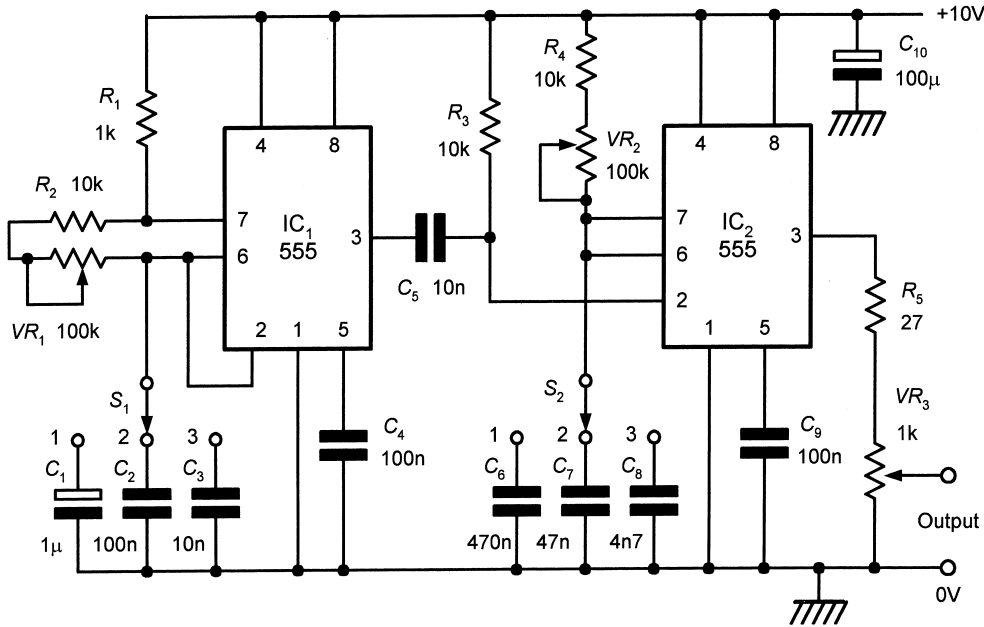 +10V
R4
10k
C10
100µ
R1
1k
4
8
R3
10k
VR2
100k
4
8
R2 10k
7
IC1
555
3
6
C5 10n
7
IC2
555
3
6
2
R5
27
VR1 100k
2
1
5
1
5
S1
S2
VR3
1k
1
2
3
C1
C2
C3
C4
100n
1
2
3
C6
C7
C8
C9
100n
1µ
100n
10n
470n
47n
4n7
Output
0V